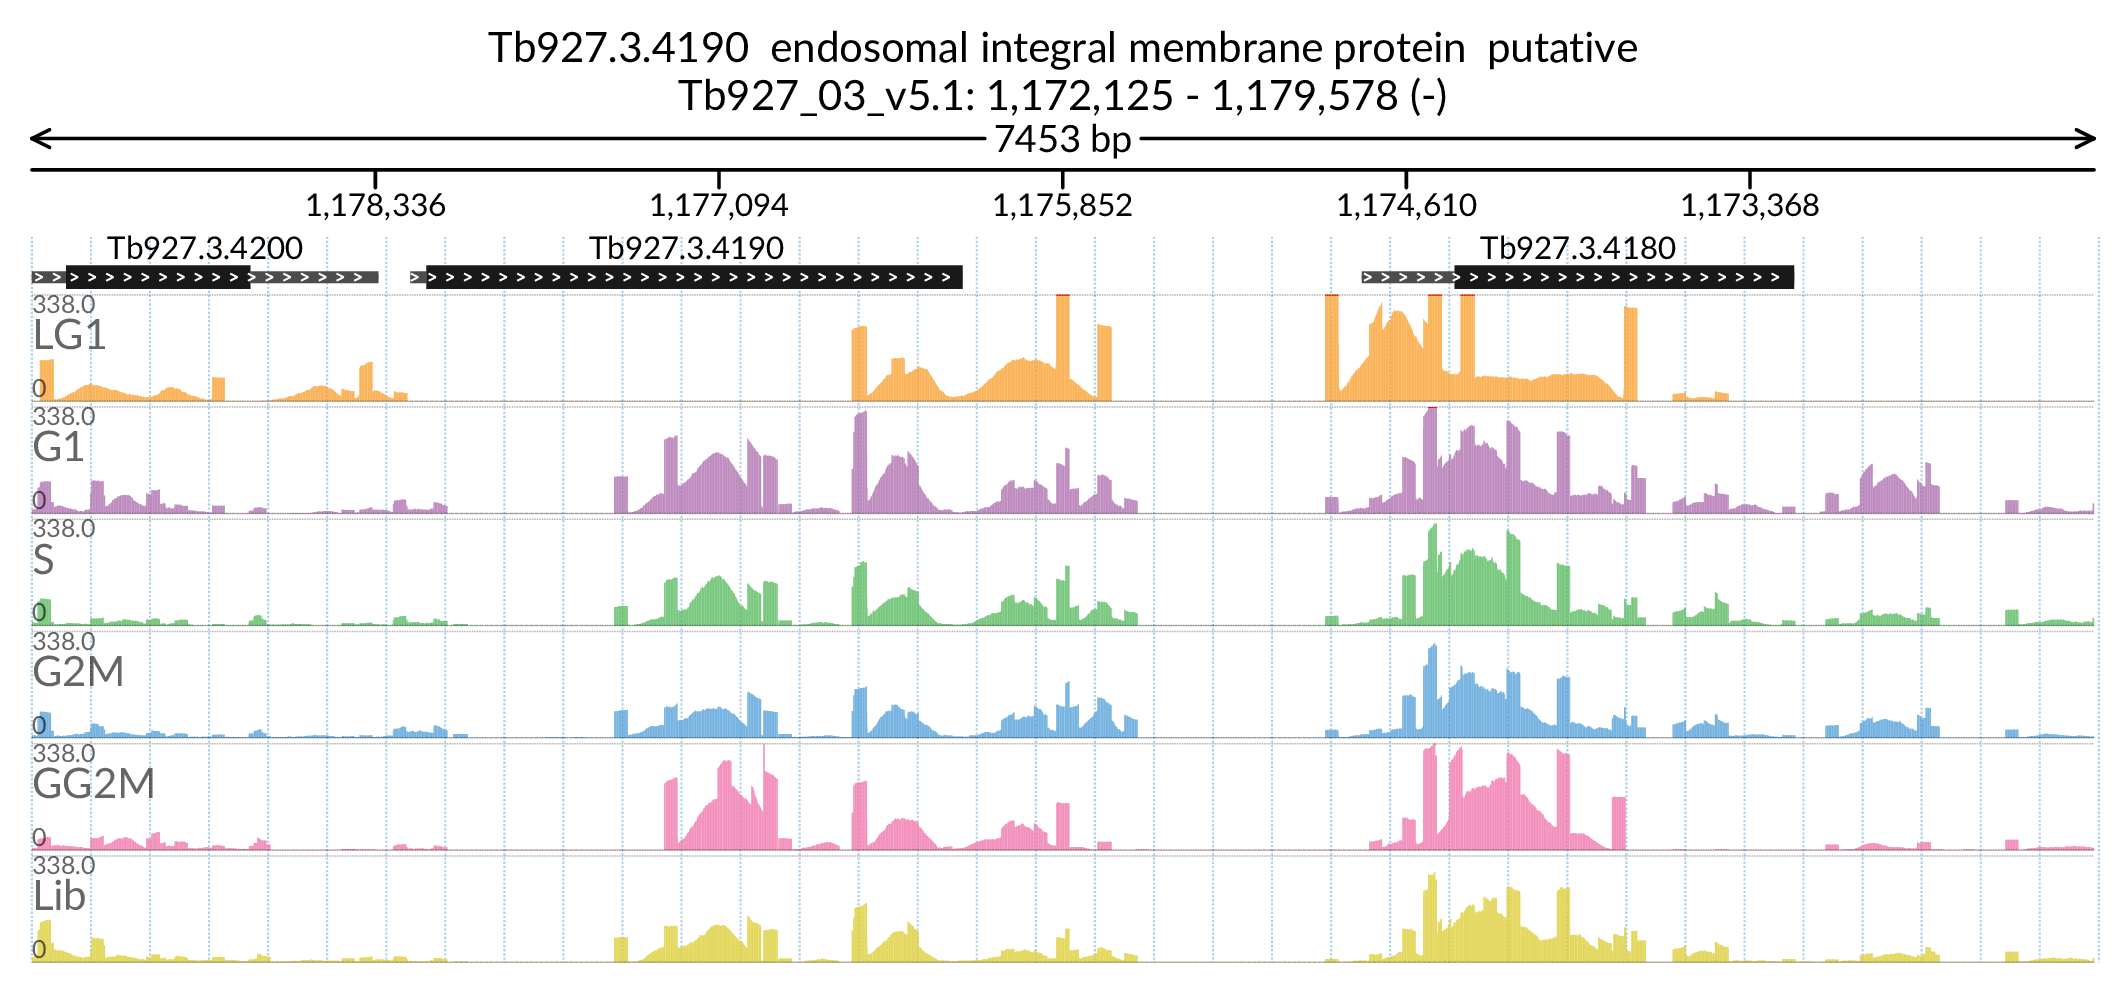 Tb927.3.4190  endosomal integral membrane protein  putative
Tb927_03_v5.1: 1,172,125 - 1,179,578 (-)
7453 bp
1,178,336 1,177,094 1,175,852 1,174,610 1,173,368
Tb927.3.4200 Tb927.3.4190 Tb927.3.4180
338.0
LG1
0
338.0
G1
0
338.0
S
0
338.0
G2M
0
338.0
GG2M
0
338.0
Lib
0